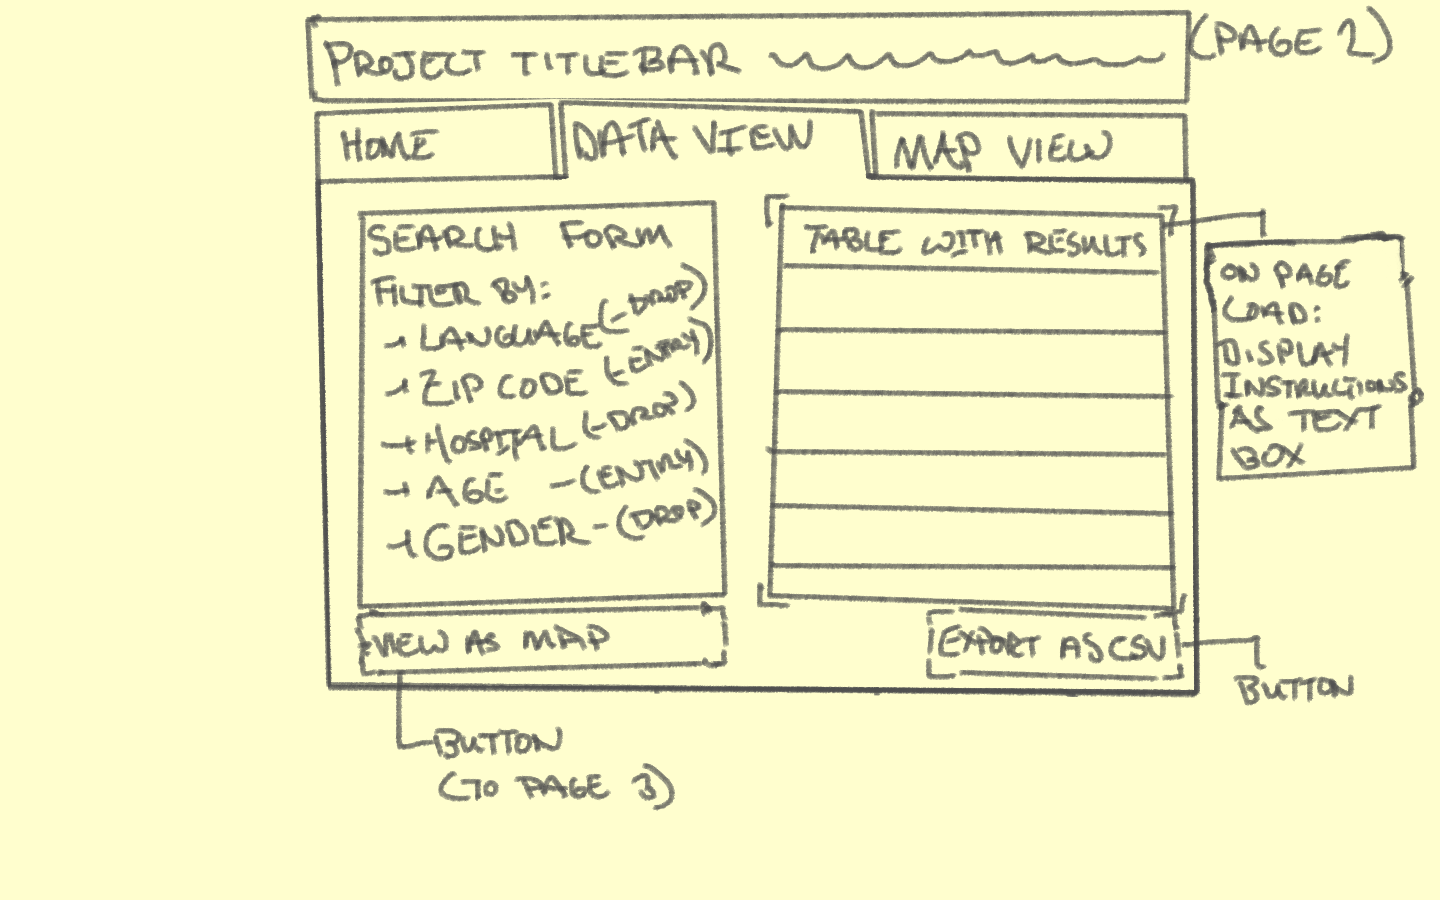 PROJECT TITLEBAR
(PAGE 2)
HOME
DATA VIEW
MAP VIEW
SEARCH FORM
FILTER BY:
→ LANGUAGE (-DROP)
→ ZIP CODE (-ENTRY)
→ HOSPITAL (-DROP)
→ AGE -(ENTRY)
→ GENDER -(DROP)
VIEW AS MAP
TABLE WITH RESULTS
EXPORT AS CSV
ON PAGE
LOAD:
DISPLAY
INSTRUCTIONS
AS TEXT
BOX
BUTTON
BUTTON
(TO PAGE 3)